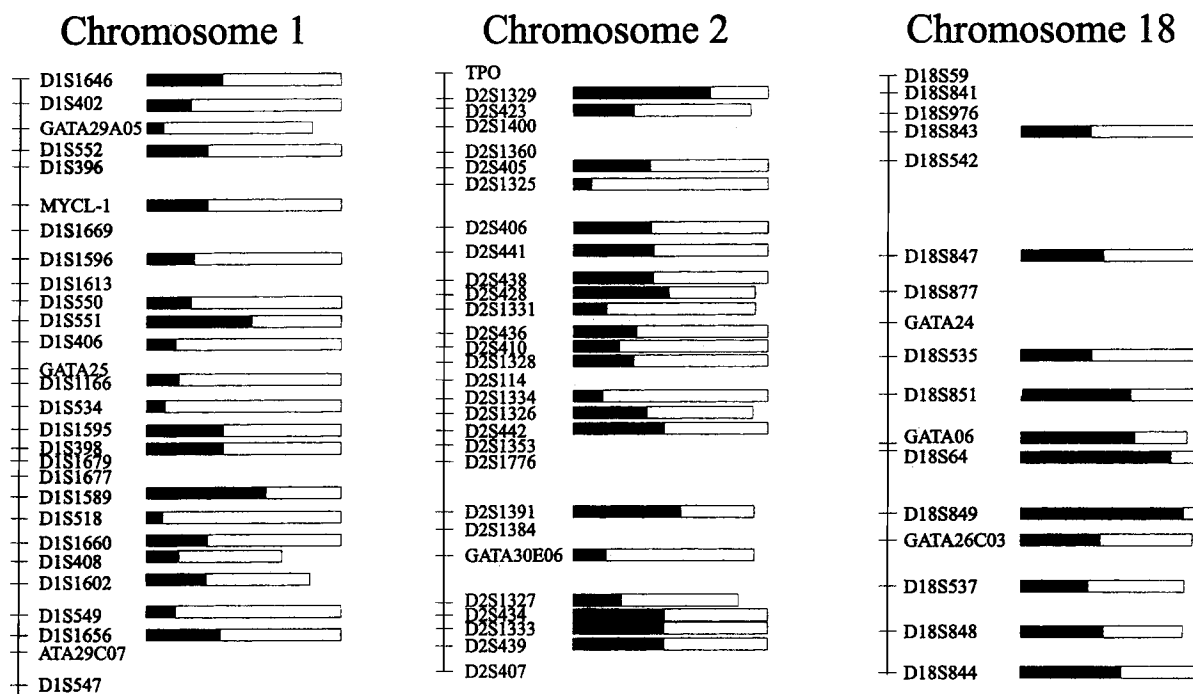 Chromosome 1
D1S1646
D1S402
GATA29A05
D1S552
D1S396
MYCL-1
D1S1669
D1S1596
D1S1613
D1S550
D1S551
D1S406
GATA25
D1S1166
D1S534
D1S1595
D1S398
D1S1679
D1S1677
D1S1589
D1S518
D1S1660
D1S408
D1S1602
D1S549
D1S1656
ATA29C07
D1S547
Chromosome 2
TPO
D2S1329
D2S423
D2S1400
D2S1360
D2S405
D2S1325
D2S406
D2S441
D2S438
D2S428
D2S1331
D2S436
D2S410
D2S1328
D2S114
D2S1334
D2S1326
D2S442
D2S1353
D2S1776
D2S1391
D2S1384
GATA30E06
D2S1327
D2S434
D2S1333
D2S439
D2S407
Chromosome 18
D18S59
D18S841
D18S976
D18S843
D18S542
D18S847
D18S877
GATA24
D18S535
D18S851
GATA06
D18S64
D18S849
GATA26C03
D18S537
D18S848
D18S844